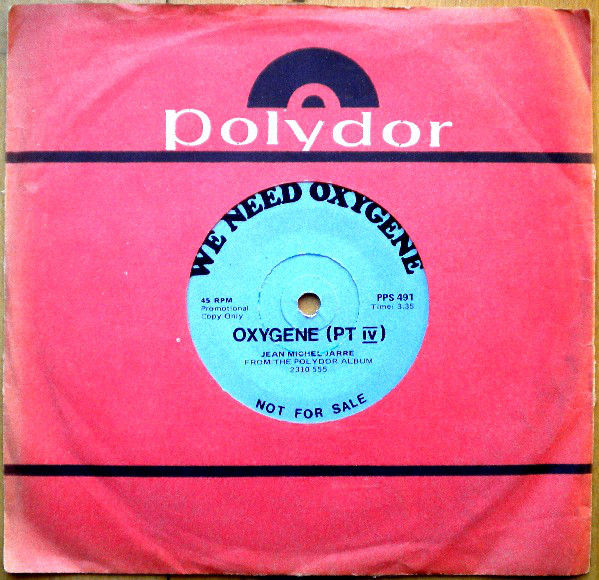 polydor
WE NEED OXYGENE
45 RPM
Promotional
Copy Only
PPS 491
Time: 3.35
OXYGENE (PT IV)
JEAN MICHEL JARRE
FROM THE POLYDOR ALBUM
2310 555
NOT FOR SALE